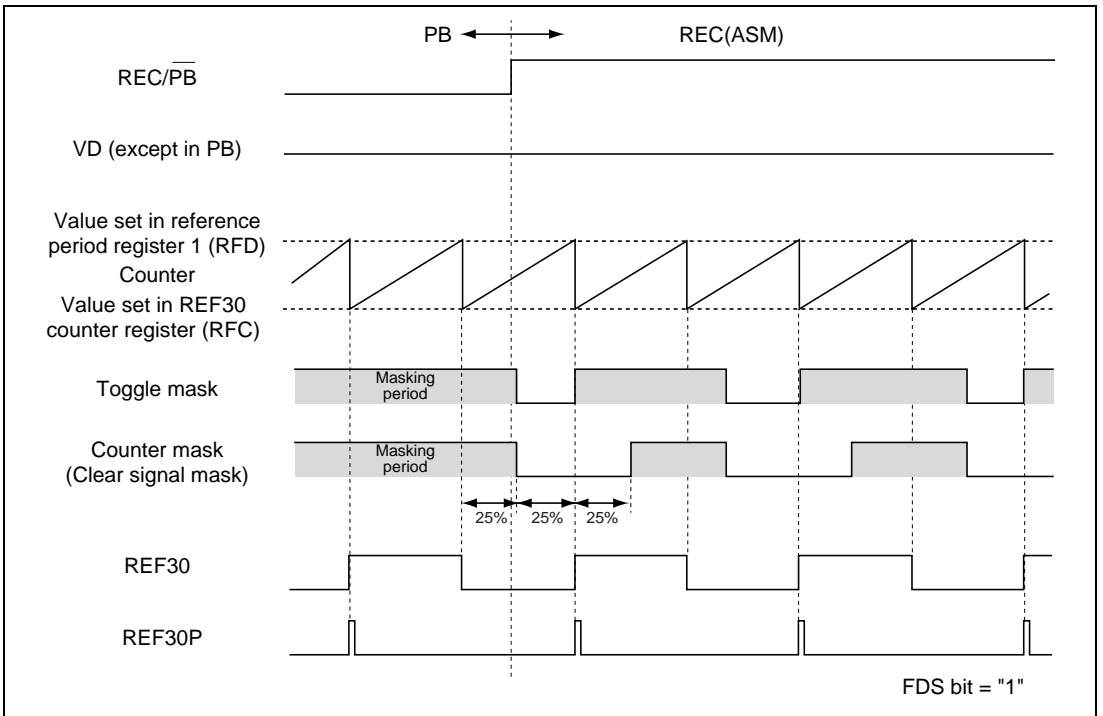 PB REC(ASM)
REC/P̅B̅
VD (except in PB)
Value set in reference
period register 1 (RFD)
Counter
Value set in REF30
counter register (RFC)
Toggle mask
Masking
period
Counter mask
(Clear signal mask)
Masking
period
25% 25% 25%
REF30
REF30P
FDS bit = "1"